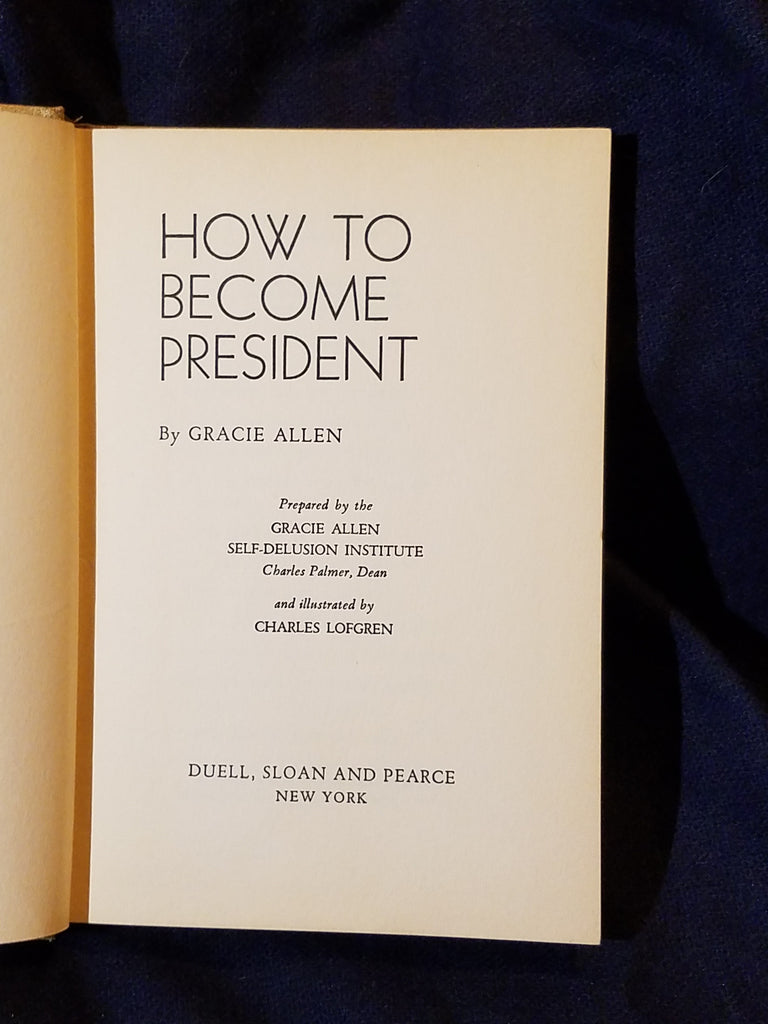 HOW TO
BECOME
PRESIDENT
By GRACIE ALLEN
Prepared by the
GRACIE ALLEN
SELF-DELUSION INSTITUTE
Charles Palmer, Dean
and illustrated by
CHARLES LOFGREN
DUELL, SLOAN AND PEARCE
NEW YORK